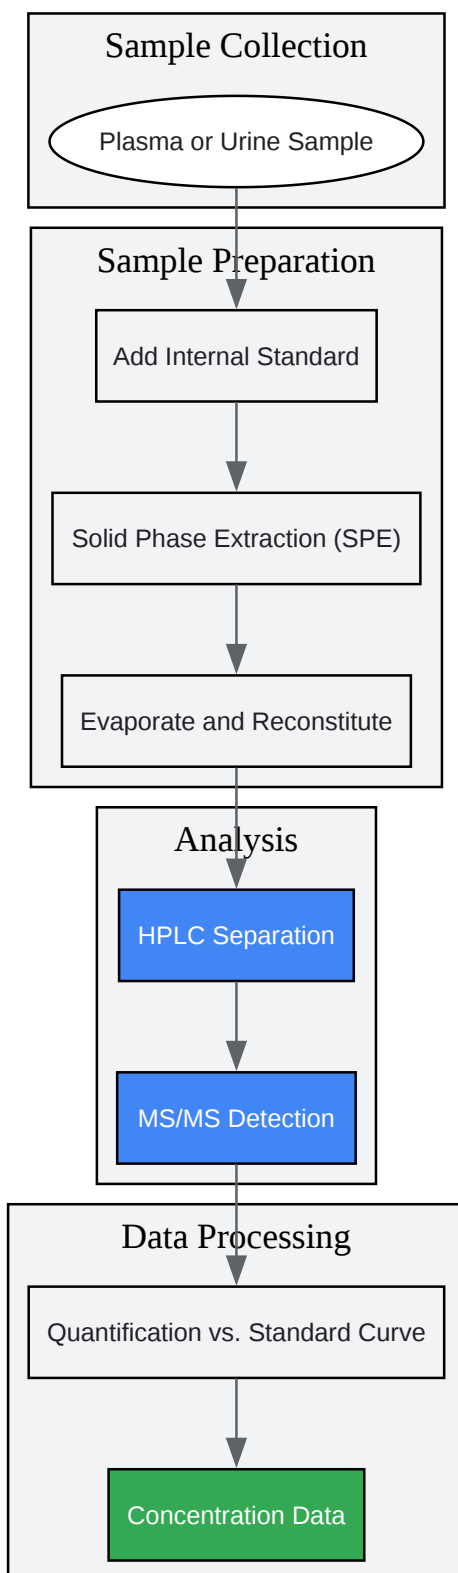 Sample Collection
Plasma or Urine Sample
Sample Preparation
Add Internal Standard
Solid Phase Extraction (SPE)
Evaporate and Reconstitute
Analysis
HPLC Separation
MS/MS Detection
Data Processing
Quantification vs. Standard Curve
Concentration Data